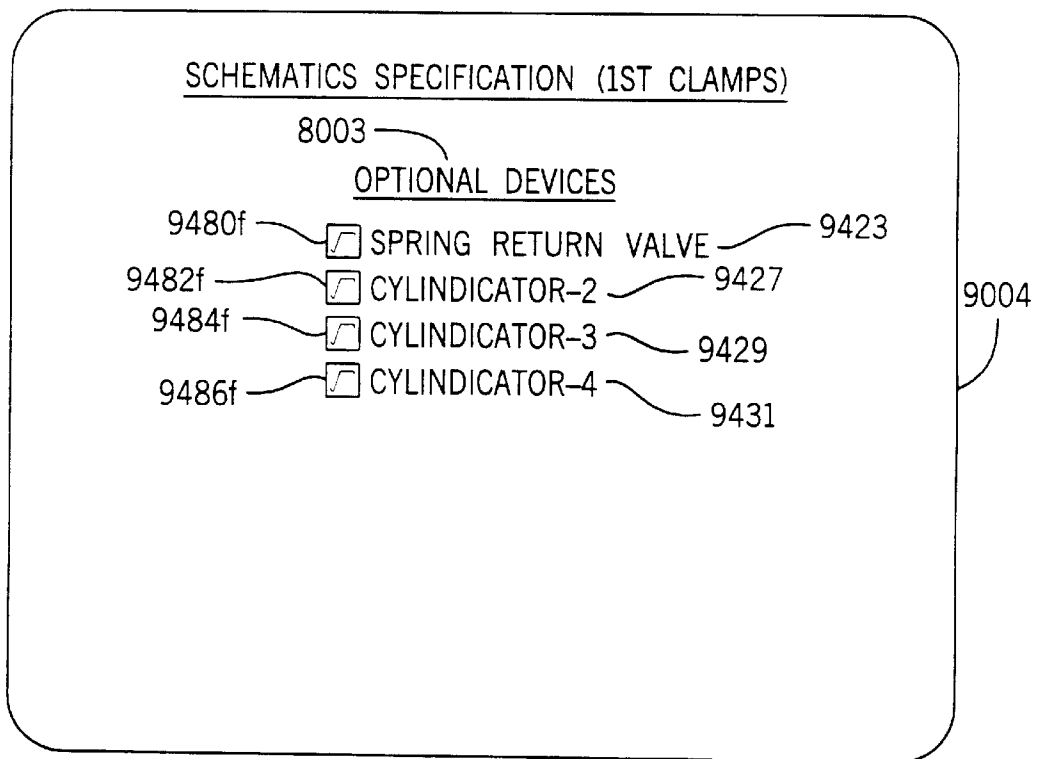 SCHEMATICS SPECIFICATION (1ST CLAMPS)
8003
OPTIONAL DEVICES
9480f SPRING RETURN VALVE 9423
9482f CYLINDICATOR-2 9427
9484f CYLINDICATOR-3 9429
9486f CYLINDICATOR-4 9431
9004